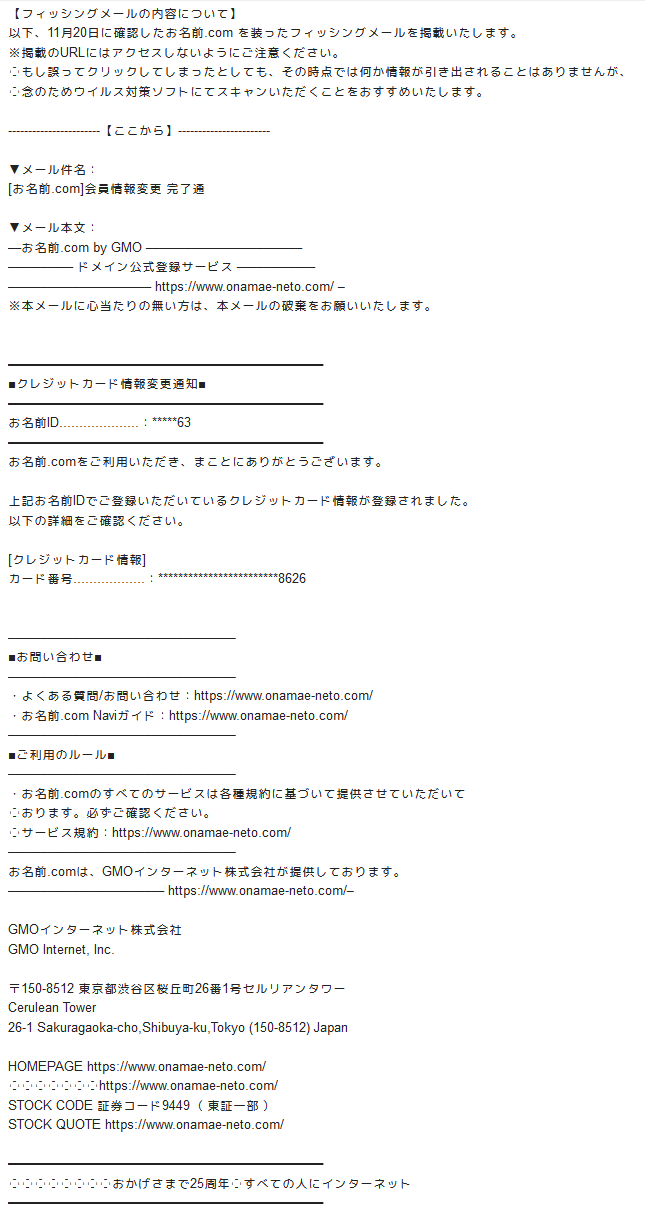 【フィッシングメールの内容について】
以下、11月20日に確認したお名前.com を装ったフィッシングメールを掲載いたします。
※掲載のURLにはアクセスしないようにご注意ください。
◌もし誤ってクリックしてしまったとしても、その時点では何か情報が引き出されることはありませんが、
◌念のためウイルス対策ソフトにてスキャンいただくことをおすすめいたします。
-----------------------【ここから】-----------------------
▼メール件名：
[お名前.com]会員情報変更 完了通
▼メール本文：
―お名前.com by GMO ――――――――――――
――――― ドメイン公式登録サービス ――――――
――――――――――― https://www.onamae-neto.com/ –
※本メールに心当たりの無い方は、本メールの破棄をお願いいたします。
━━━━━━━━━━━━━━━━━━━━━━━━
■クレジットカード情報変更通知■
━━━━━━━━━━━━━━━━━━━━━━━━
お名前ID………………… : *****63
━━━━━━━━━━━━━━━━━━━━━━━━
お名前.comをご利用いただき、まことにありがとうございます。
上記お名前IDでご登録いただいているクレジットカード情報が登録されました。
以下の詳細をご確認ください。
[クレジットカード情報]
カード番号……………… : ************************8626
─────────────────
■お問い合わせ■
─────────────────
・よくある質問/お問い合わせ：https://www.onamae-neto.com/
・お名前.com Naviガイド：https://www.onamae-neto.com/
─────────────────
■ご利用のルール■
─────────────────
・お名前.comのすべてのサービスは各種規約に基づいて提供させていただいて
◌おります。必ずご確認ください。
◌サービス規約：https://www.onamae-neto.com/
─────────────────
お名前.comは、GMOインターネット株式会社が提供しております。
―――――――――――― https://www.onamae-neto.com/–
GMOインターネット株式会社
GMO Internet, Inc.
〒150-8512 東京都渋谷区桜丘町26番1号セルリアンタワー
Cerulean Tower
26-1 Sakuragaoka-cho,Shibuya-ku,Tokyo (150-8512) Japan
HOMEPAGE https://www.onamae-neto.com/
◌◌◌◌◌◌◌https://www.onamae-neto.com/
STOCK CODE 証券コード9449（ 東証一部 ）
STOCK QUOTE https://www.onamae-neto.com/
━━━━━━━━━━━━━━━━━━━━━━━━
◌◌◌◌◌◌◌◌おかげさまで25周年◌すべての人にインターネット
━━━━━━━━━━━━━━━━━━━━━━━━